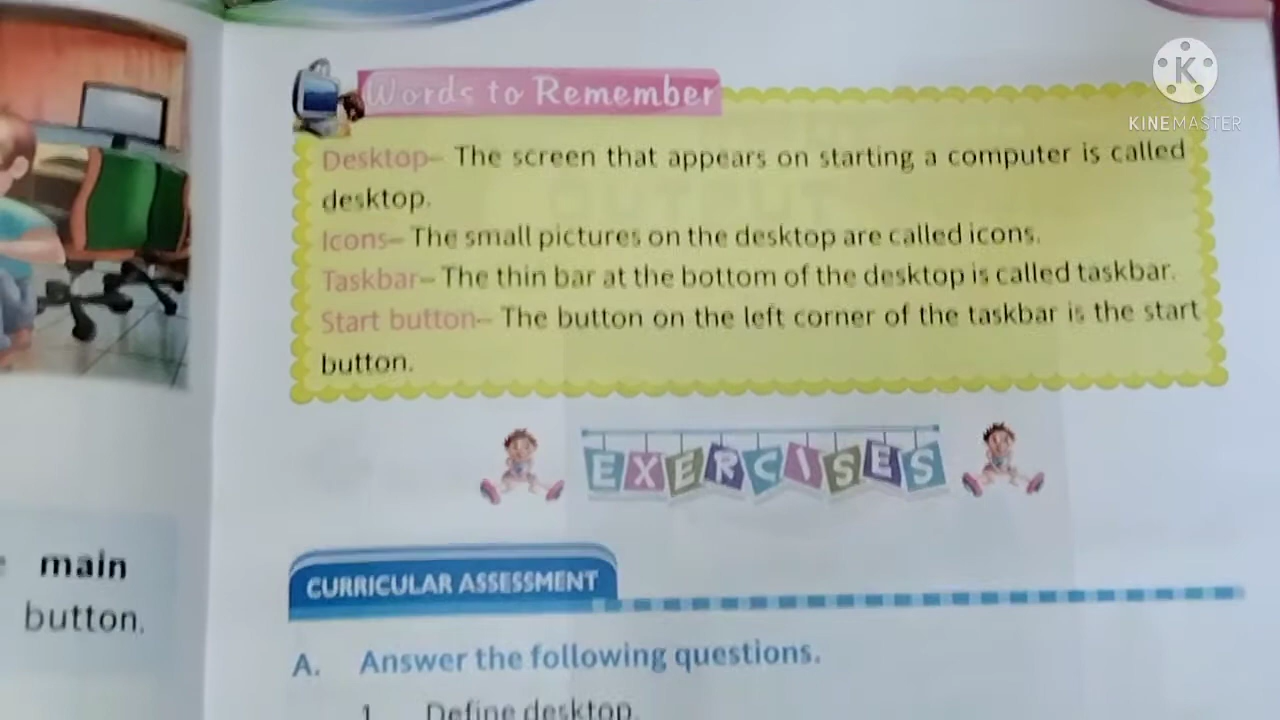 KINEMASTER
Words to Remember
Desktop– The screen that appears on starting a computer is called
desktop.
Icons– The small pictures on the desktop are called icons.
Taskbar– The thin bar at the bottom of the desktop is called taskbar.
Start button– The button on the left corner of the taskbar is the start
button.
EXERCISES
main
button.
CURRICULAR ASSESSMENT
A. Answer the following questions.
1. Define desktop.